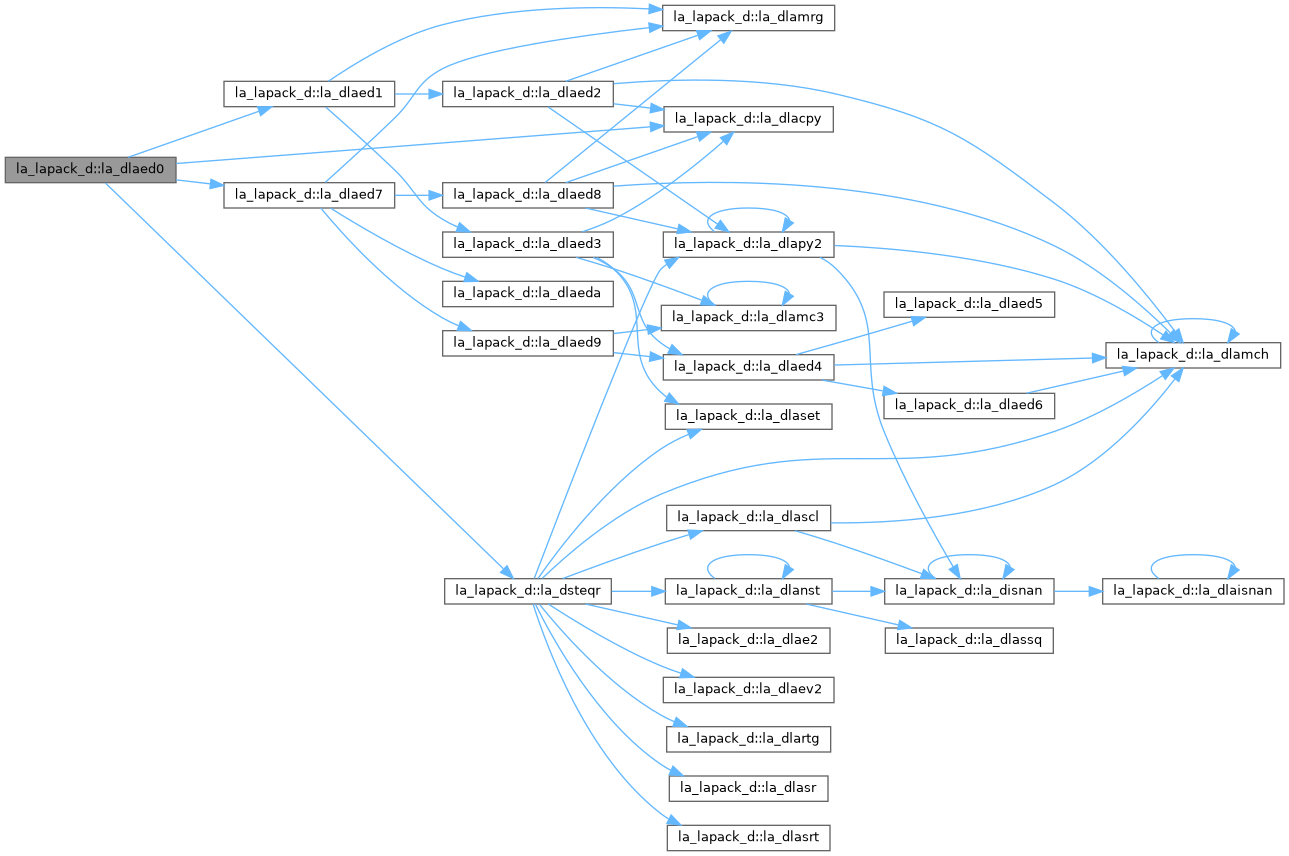 la_lapack_d::la_dlaed0
la_lapack_d::la_dlaed1
la_lapack_d::la_dlaed7
la_lapack_d::la_dlaed2
la_lapack_d::la_dlaed8
la_lapack_d::la_dlaed3
la_lapack_d::la_dlaeda
la_lapack_d::la_dlaed9
la_lapack_d::la_dsteqr
la_lapack_d::la_dlamrg
la_lapack_d::la_dlacpy
la_lapack_d::la_dlapy2
la_lapack_d::la_dlamc3
la_lapack_d::la_dlaed4
la_lapack_d::la_dlaset
la_lapack_d::la_dlascl
la_lapack_d::la_dlanst
la_lapack_d::la_dlae2
la_lapack_d::la_dlaev2
la_lapack_d::la_dlartg
la_lapack_d::la_dlasr
la_lapack_d::la_dlasrt
la_lapack_d::la_dlaed5
la_lapack_d::la_dlaed6
la_lapack_d::la_disnan
la_lapack_d::la_dlassq
la_lapack_d::la_dlamch
la_lapack_d::la_dlaisnan